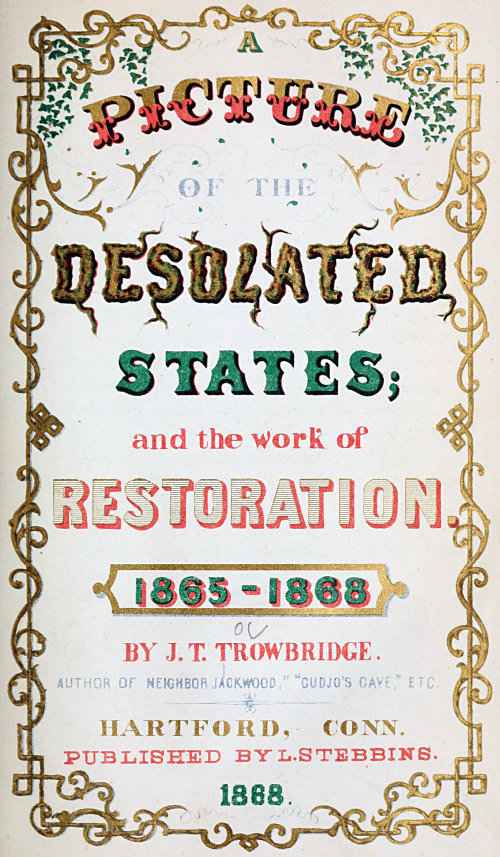 A
PICTURE
OF THE
DESOLATED
STATES;
and the work of
RESTORATION.
1865-1868
BY J. T. TROWBRIDGE.
AUTHOR OF NEIGHBOR JACKWOOD," "CUDJO'S CAVE," ETC.
HARTFORD, CONN.
PUBLISHED BY L. STEBBINS.
1868.